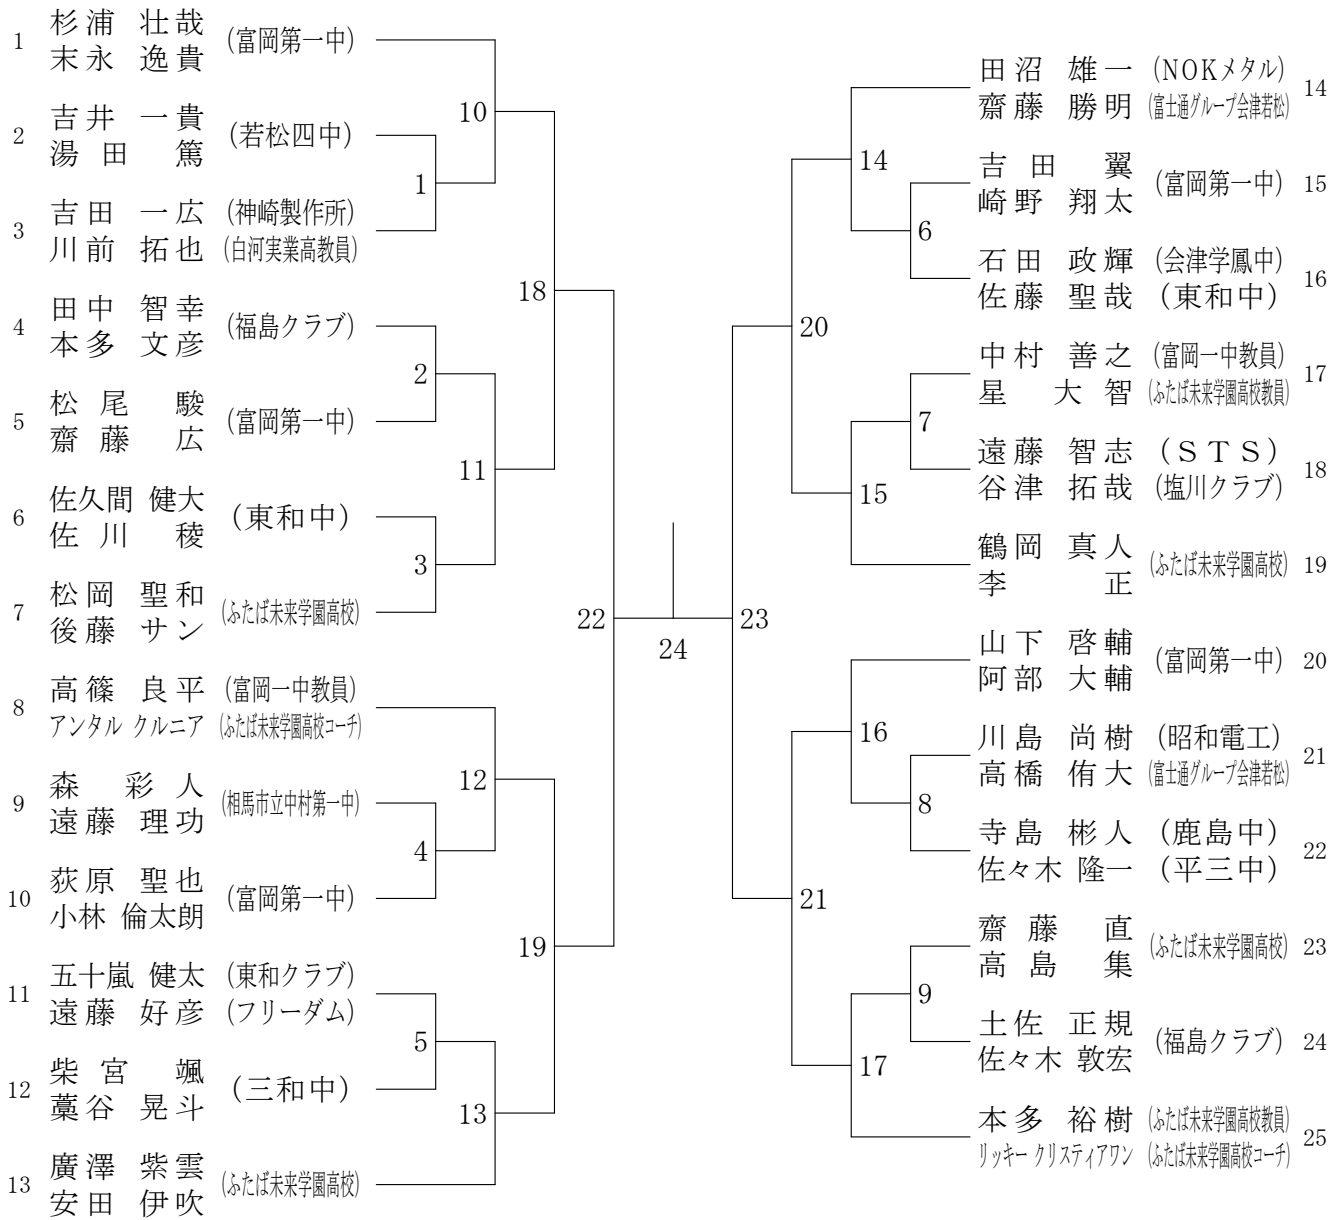 1 杉浦 壮哉 (富岡第一中)
末永 逸貴
2 吉井 一貴 (若松四中)
湯田 篤
3 吉田 一広 (神崎製作所)
川前 拓也 (白河実業高教員)
4 田中 智幸 (福島クラブ)
本多 文彦
5 松尾 駿 (富岡第一中)
齋藤 広
6 佐久間 健大 (東和中)
佐川 稜
7 松岡 聖和 (ふたば未来学園高校)
後藤 サン
8 高篠 良平 (富岡一中教員)
アンタル クルニア (ふたば未来学園高校コーチ)
9 森 彩人 (相馬市立中村第一中)
遠藤 理功
10 荻原 聖也 (富岡第一中)
小林 倫太朗
11 五十嵐 健太 (東和クラブ)
遠藤 好彦 (フリーダム)
12 柴宮 颯 (三和中)
藁谷 晃斗
13 廣澤 紫雲 (ふたば未来学園高校)
安田 伊吹
10
1
18
2
11
3
22
12
4
19
5
13
24
23
14
6
20
7
15
16
8
21
9
17
田沼 雄一 (NOKメタル) 14
齋藤 勝明 (富士通グループ会津若松)
吉田 翼 (富岡第一中) 15
崎野 翔太
石田 政輝 (会津学鳳中) 16
佐藤 聖哉 (東和中)
中村 善之 (富岡一中教員) 17
星 大智 (ふたば未来学園高校教員)
遠藤 智志 (STS) 18
谷津 拓哉 (塩川クラブ)
鶴岡 真人 (ふたば未来学園高校) 19
李 正
山下 啓輔 (富岡第一中) 20
阿部 大輔
川島 尚樹 (昭和電工) 21
高橋 侑大 (富士通グループ会津若松)
寺島 彬人 (鹿島中) 22
佐々木 隆一 (平三中)
齋藤 直 (ふたば未来学園高校) 23
高島 集
土佐 正規 (福島クラブ) 24
佐々木 敦宏
本多 裕樹 (ふたば未来学園高校教員) 25
リッキー クリスティアワン (ふたば未来学園高校コーチ)